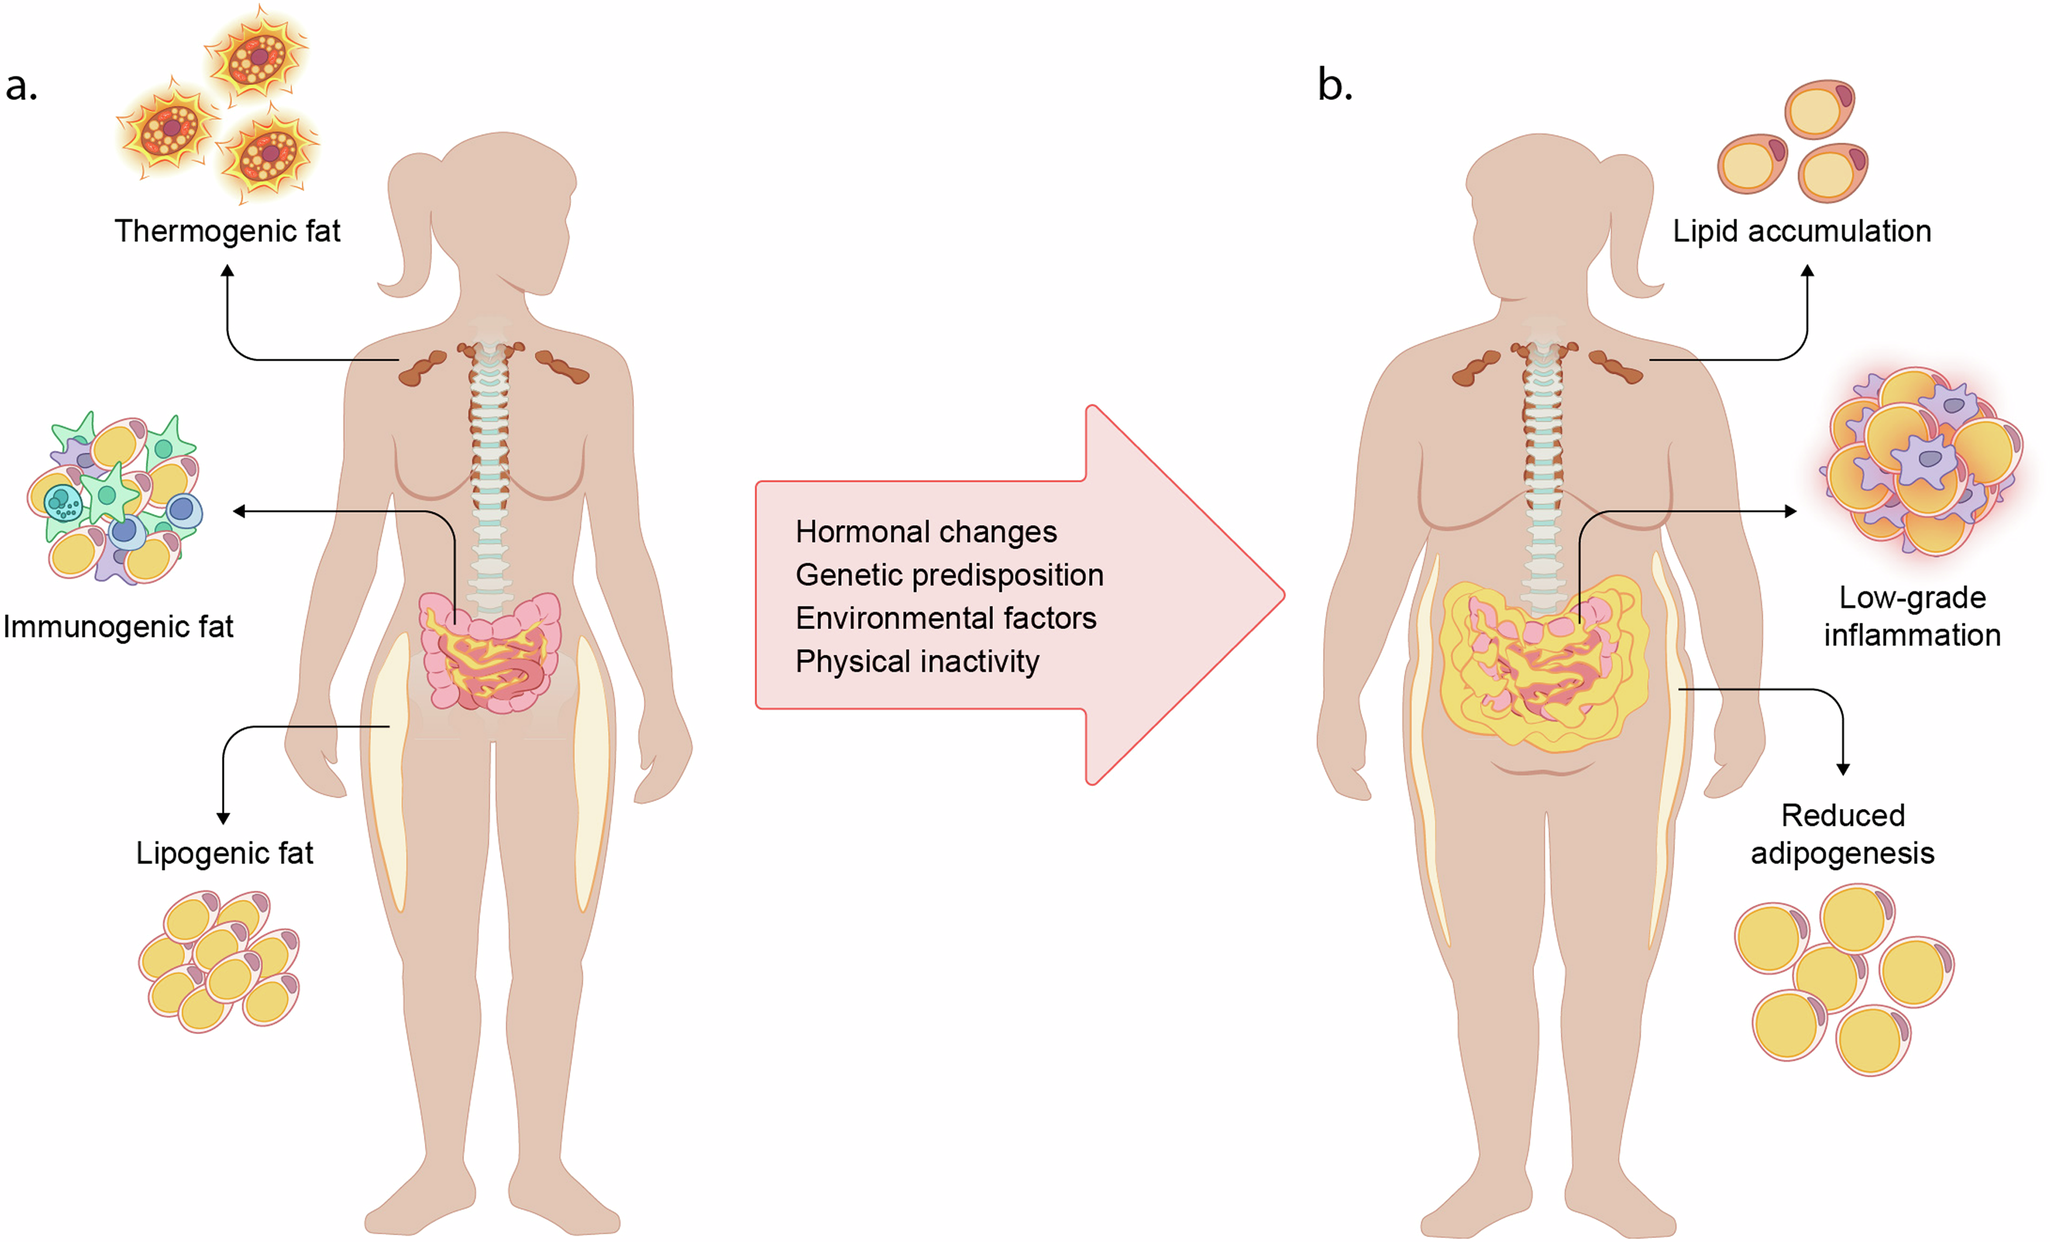 a.
Thermogenic fat
Immunogenic fat
Lipogenic fat
Hormonal changes
Genetic predisposition
Environmental factors
Physical inactivity
b.
Lipid accumulation
Low-grade
inflammation
Reduced
adipogenesis